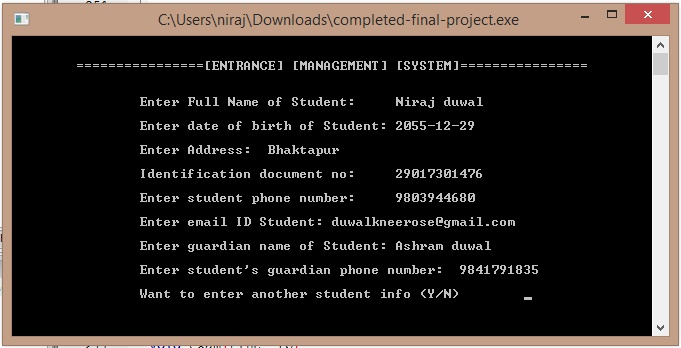 C:\Users\niraj\Downloads\completed-final-project.exe
================[ENTRANCE] [MANAGEMENT] [SYSTEM]================
Enter Full Name of Student: Niraj duwal
Enter date of birth of Student: 2055-12-29
Enter Address: Bhaktapur
Identification document no: 29017301476
Enter student phone number: 9803944680
Enter email ID Student: duwalkneerose@gmail.com
Enter guardian name of Student: Ashram duwal
Enter student's guardian phone number: 9841791835
Want to enter another student info (Y/N) _